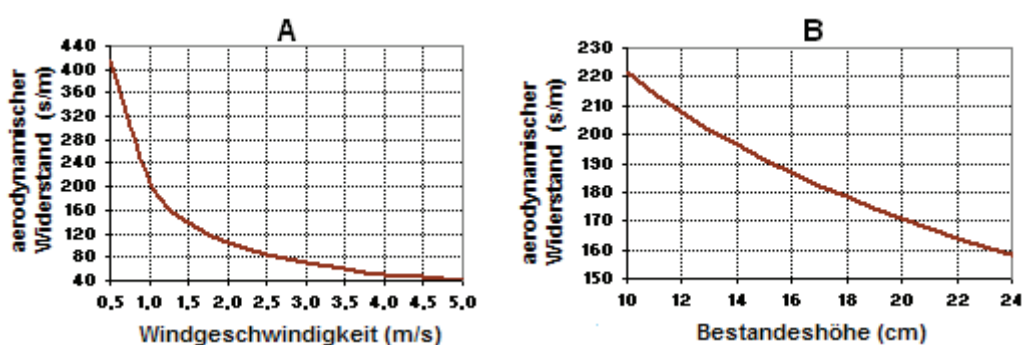 A
aerodynamischer
Widerstand (s/m)
440
400
360
320
280
240
200
160
120
80
40
0,5 1,0 1,5 2,0 2,5 3,0 3,5 4,0 4,5 5,0
Windgeschwindigkeit (m/s)
B
aerodynamischer
Widerstand (s/m)
230
220
210
200
190
180
170
160
150
10 12 14 16 18 20 22 24
Bestandeshöhe (cm)